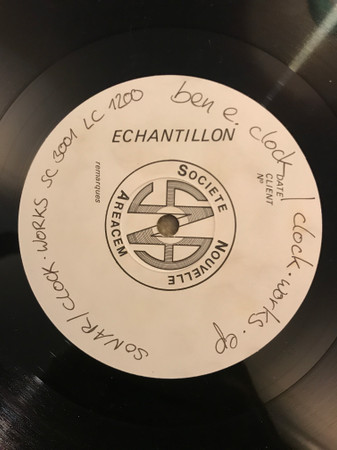 ben e. clock / clock.works.ep
SONAR/CLOCK.WORKS SC 3001 LC 1200
ECHANTILLON
DATE
CLIENT
N°
remarques
SOCIETE NOUVELLE AREACEM
SNA